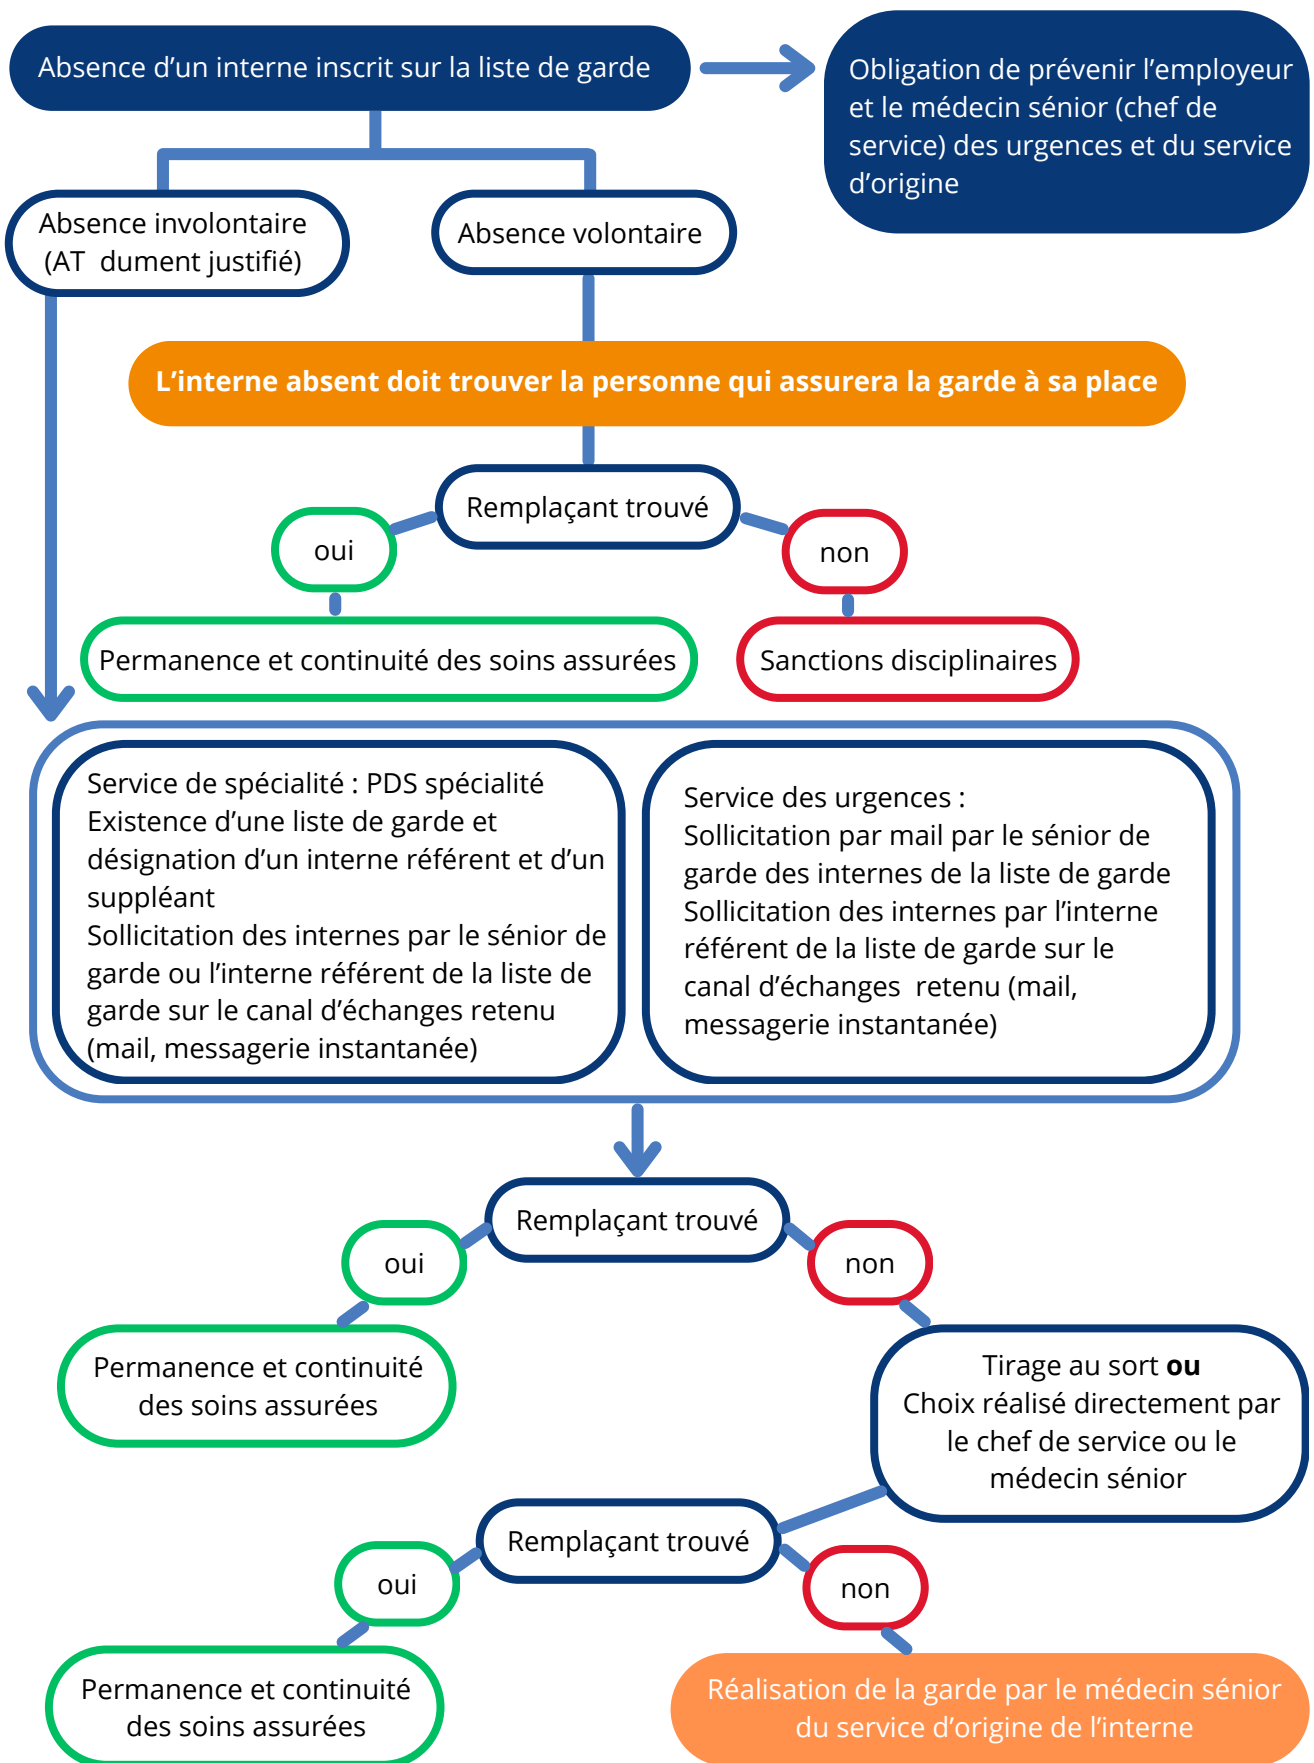 Absence d'un interne inscrit sur la liste de garde
Obligation de prévenir l'employeur
et le médecin sénior (chef de
service) des urgences et du service
d'origine
Absence involontaire
(AT dument justifié)
Absence volontaire
L'interne absent doit trouver la personne qui assurera la garde à sa place
Remplaçant trouvé
oui
non
Permanence et continuité des soins assurées
Sanctions disciplinaires
Service de spécialité : PDS spécialité
Existence d'une liste de garde et
désignation d'un interne référent et d'un
suppléant
Sollicitation des internes par le sénior de
garde ou l'interne référent de la liste de
garde sur le canal d'échanges retenu
(mail, messagerie instantanée)
Service des urgences :
Sollicitation par mail par le sénior de
garde des internes de la liste de garde
Sollicitation des internes par l'interne
référent de la liste de garde sur le
canal d'échanges retenu (mail,
messagerie instantanée)
Remplaçant trouvé
oui
non
Permanence et continuité
des soins assurées
Tirage au sort ou
Choix réalisé directement par
le chef de service ou le
médecin sénior
Remplaçant trouvé
oui
non
Permanence et continuité
des soins assurées
Réalisation de la garde par le médecin sénior
du service d'origine de l'interne